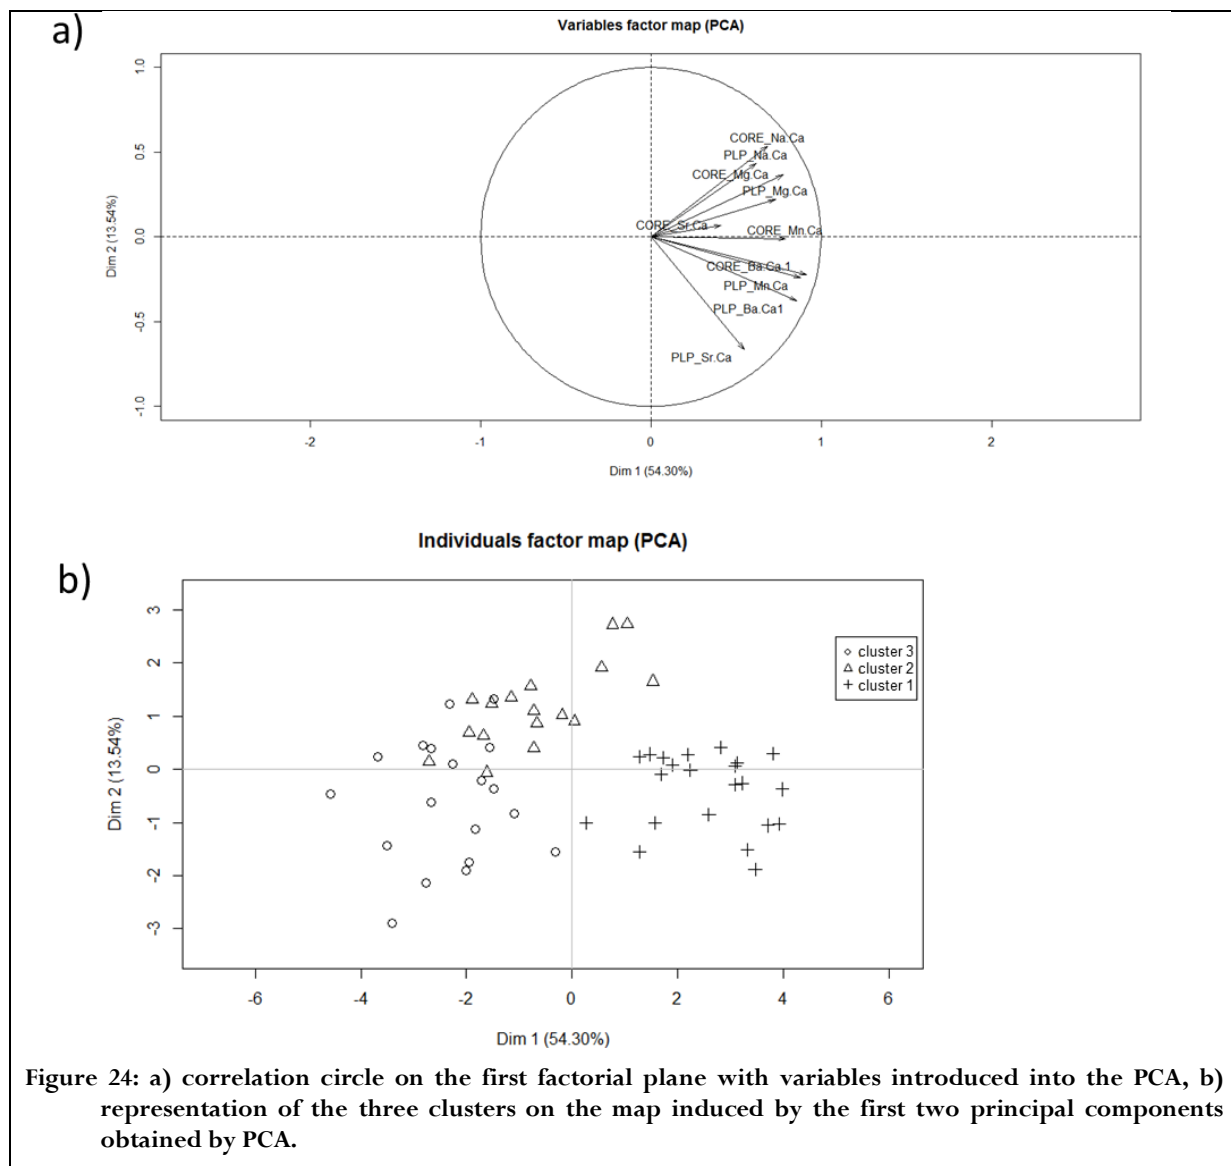 a)
Variables factor map (PCA)
1.0
0.5
0.0
-0.5
-1.0
Dim 2 (13.54%)
CORE_Na.Ca
PLP_Na.Ca
CORE_Mg.Ca
PLP_Mg.Ca
CORE_Sr.Ca
CORE_Mn.Ca
CORE_Ba.Ca.1
PLP_Mn.Ca
PLP_Ba.Ca1
PLP_Sr.Ca
-2 -1 0 1 2
Dim 1 (54.30%)
Individuals factor map (PCA)
b)
3
2
1
0
-1
-2
-3
Dim 2 (13.54%)
cluster 3
cluster 2
cluster 1
-6 -4 -2 0 2 4 6
Dim 1 (54.30%)
Figure 24: a) correlation circle on the first factorial plane with variables introduced into the PCA, b)
representation of the three clusters on the map induced by the first two principal components
obtained by PCA.